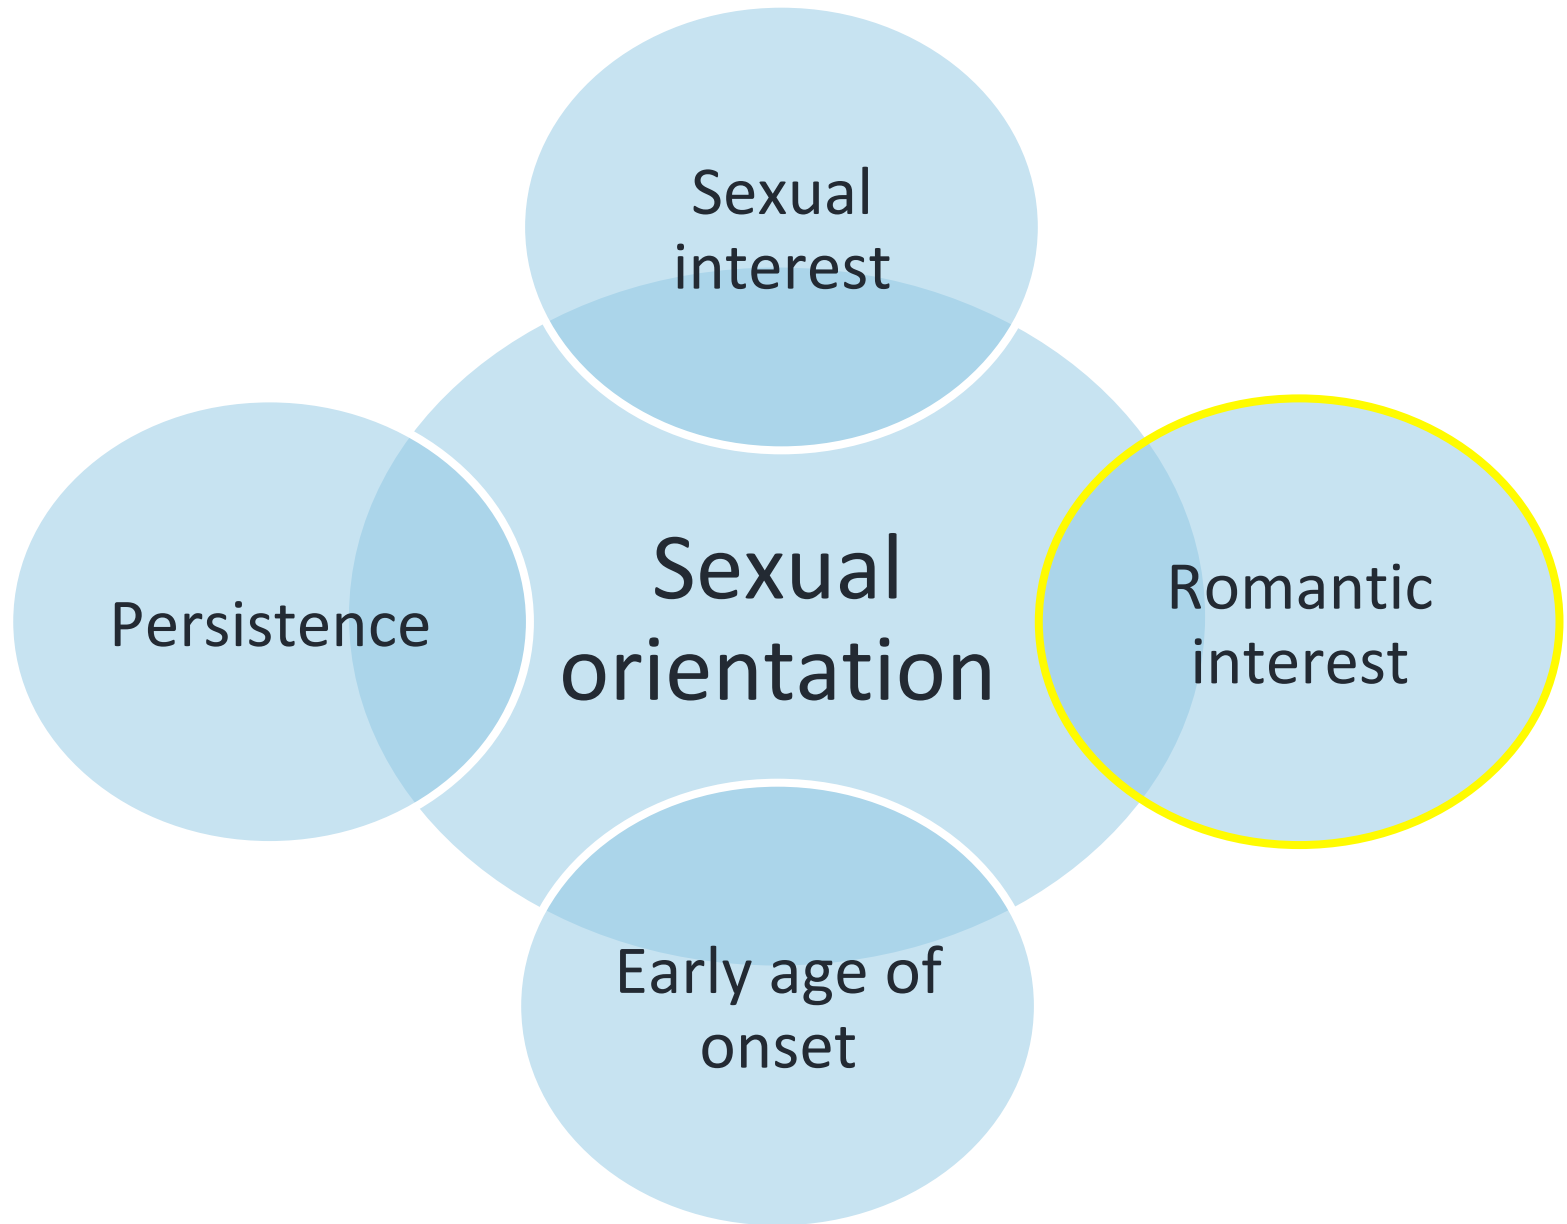 Sexual
interest
Persistence
Sexual
orientation
Romantic
interest
Early age of
onset